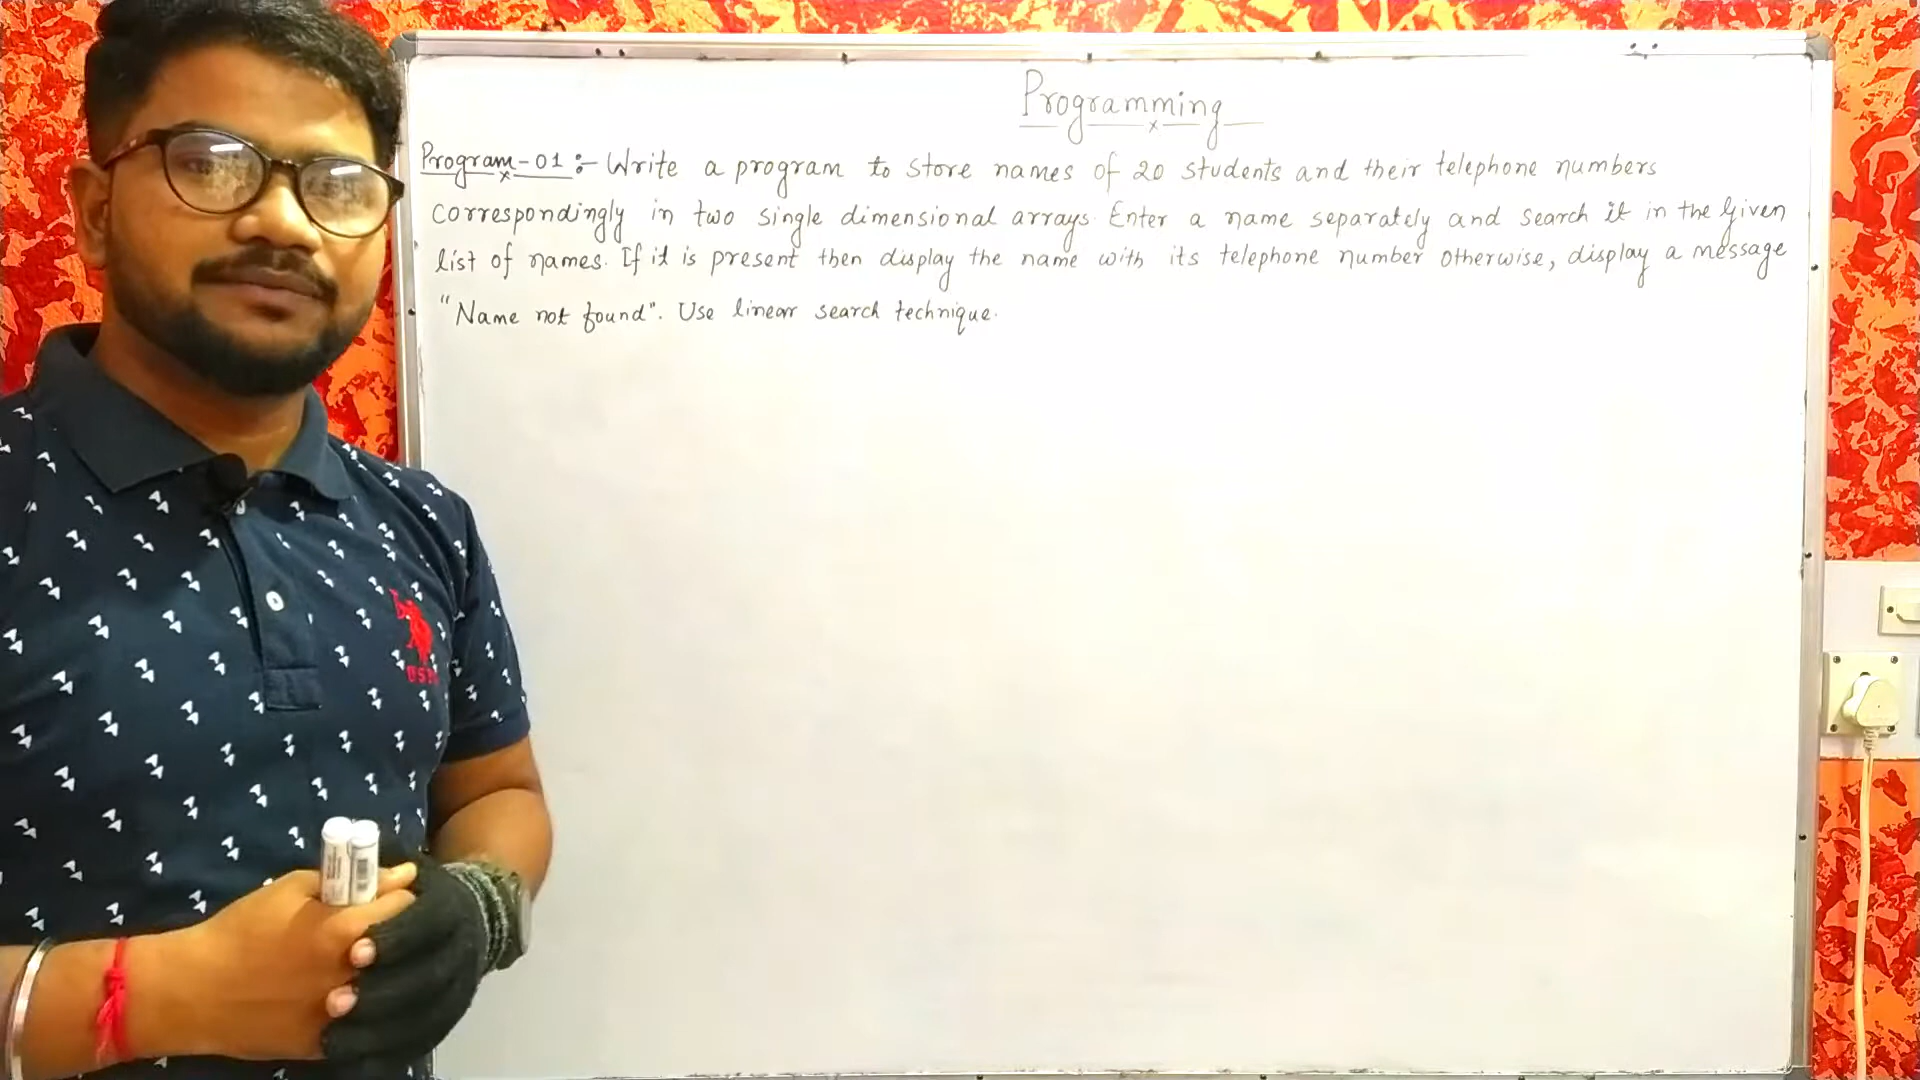 Programming
Program-01 :- Write a program to store names of 20 students and their telephone numbers
correspondingly in two single dimensional arrays. Enter a name separately and search it in the given
list of names. If it is present then display the name with its telephone number otherwise, display a message
"Name not found". Use linear search technique.